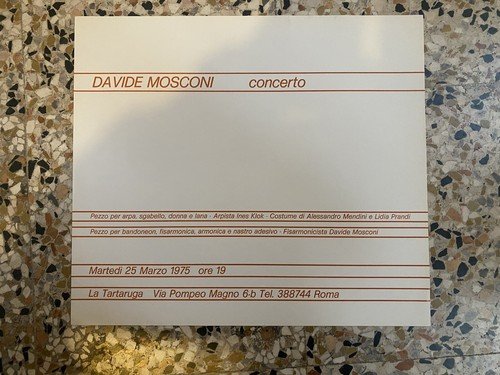 DAVIDE MOSCONI concerto
Pezzo per arpa, sgabello, donna e lana · Arpista Ines Klok · Costume di Alessandro Mendini e Lidia Prandi
Pezzo per bandoneon, fisarmonica, armonica e nastro adesivo · Fisarmonicista Davide Mosconi
Martedì 25 Marzo 1975 ore 19
La Tartaruga Via Pompeo Magno 6-b Tel. 388744 Roma